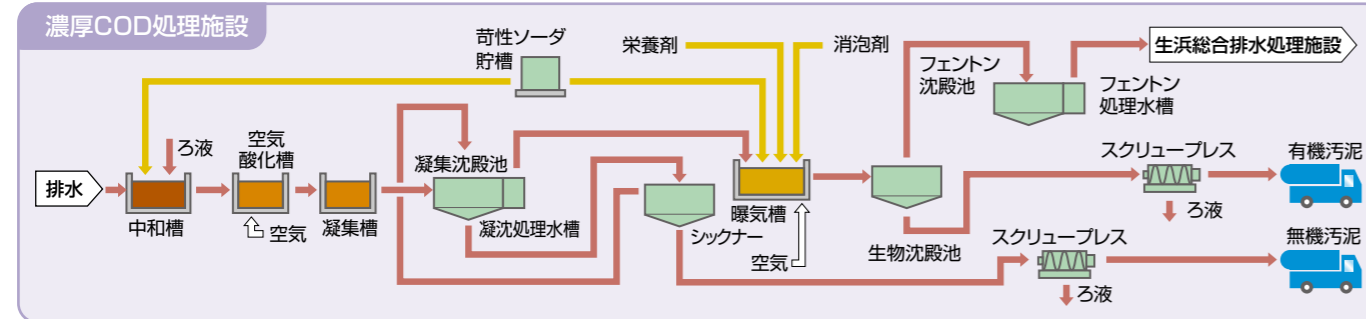 濃厚COD処理施設
苛性ソーダ
貯槽
栄養剤
消泡剤
フェントン
沈殿池
生浜総合排水処理施設
フェントン
処理水槽
ろ液
空気
酸化槽
凝集沈殿池
スクリュープレス
有機汚泥
排水
中和槽
空気
凝集槽
凝沈処理水槽
シックナー
曝気槽
空気
生物沈殿池
ろ液
スクリュープレス
無機汚泥
ろ液